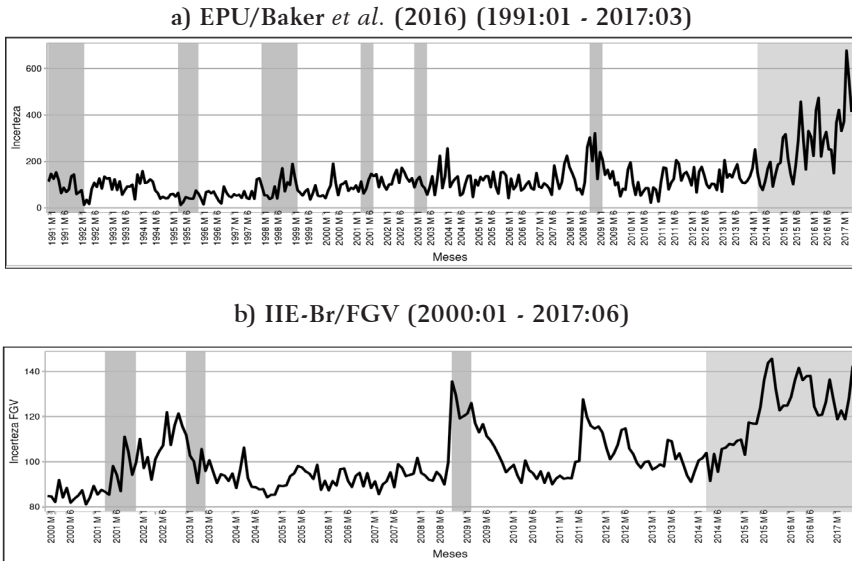 a) EPU/Baker et al. (2016) (1991:01 - 2017:03)
Incerteza
600
400
200
0
1991 M 1 1991 M 6 1992 M 1 1992 M 6 1993 M 1 1993 M 6 1994 M 1 1994 M 6 1995 M 1 1995 M 6 1996 M 1 1996 M 6 1997 M 1 1997 M 6 1998 M 1 1998 M 6 1999 M 1 1999 M 6 2000 M 1 2000 M 6 2001 M 1 2001 M 6 2002 M 1 2002 M 6 2003 M 1 2003 M 6 2004 M 1 2004 M 6 2005 M 1 2005 M 6 2006 M 1 2006 M 6 2007 M 1 2007 M 6 2008 M 1 2008 M 6 2009 M 1 2009 M 6 2010 M 1 2010 M 6 2011 M 1 2011 M 6 2012 M 1 2012 M 6 2013 M 1 2013 M 6 2014 M 1 2014 M 6 2015 M 1 2015 M 6 2016 M 1 2016 M 6 2017 M 1
Meses
b) IIE-Br/FGV (2000:01 - 2017:06)
Incerteza FGV
140
120
100
80
2000 M 1 2000 M 6 2001 M 1 2001 M 6 2002 M 1 2002 M 6 2003 M 1 2003 M 6 2004 M 1 2004 M 6 2005 M 1 2005 M 6 2006 M 1 2006 M 6 2007 M 1 2007 M 6 2008 M 1 2008 M 6 2009 M 1 2009 M 6 2010 M 1 2010 M 6 2011 M 1 2011 M 6 2012 M 1 2012 M 6 2013 M 1 2013 M 6 2014 M 1 2014 M 6 2015 M 1 2015 M 6 2016 M 1 2016 M 6 2017 M 1
Meses